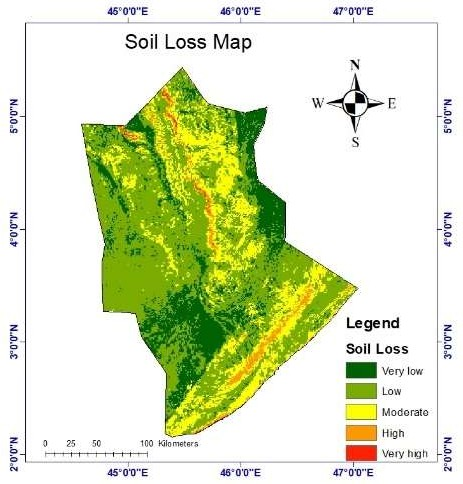 45°0'0"E 46°0'0"E 47°0'0"E
Soil Loss Map
N
W E
S
5°0'0"N 5°0'0"N
4°0'0"N 4°0'0"N
3°0'0"N 3°0'0"N
2°0'0"N 2°0'0"N
Legend
Soil Loss
Very low
Low
Moderate
High
Very high
0 25 50 100 Kilometers
45°0'0"E 46°0'0"E 47°0'0"E